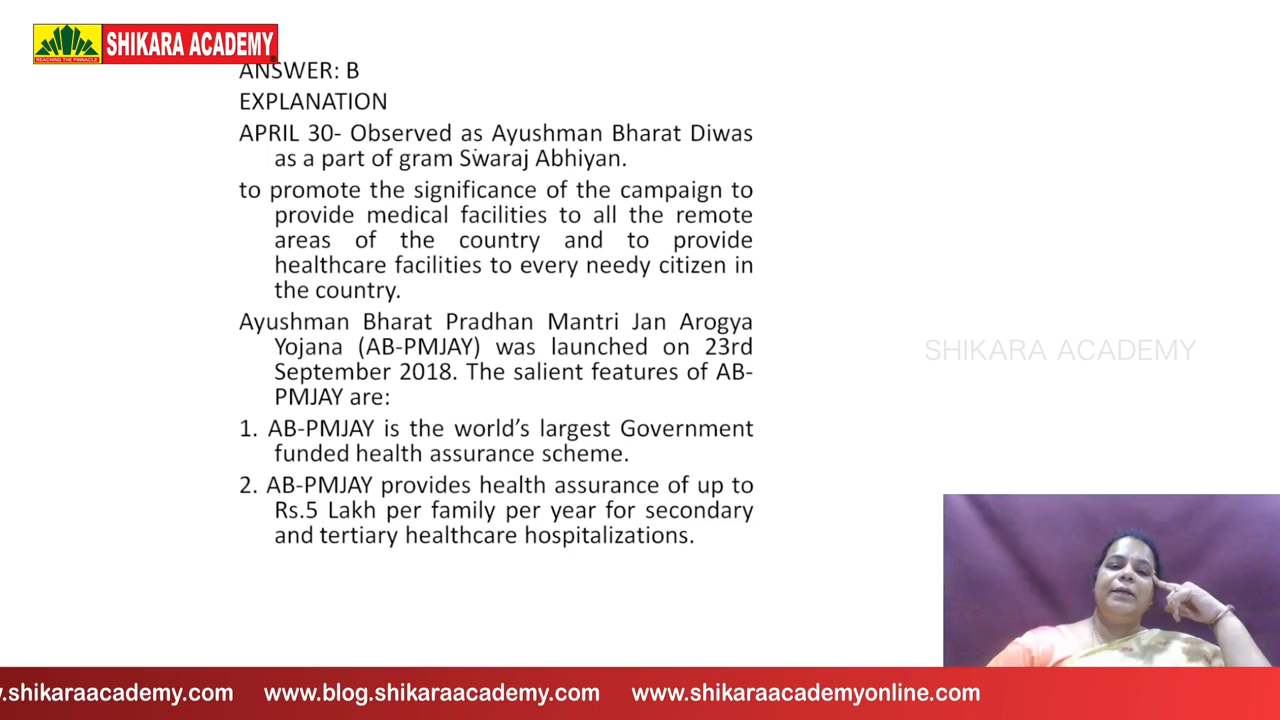 SHIKARA ACADEMY
REACHING THE PINNACLE
ANSWER: B
EXPLANATION
APRIL 30- Observed as Ayushman Bharat Diwas
as a part of gram Swaraj Abhiyan.
to promote the significance of the campaign to
provide medical facilities to all the remote
areas of the country and to provide
healthcare facilities to every needy citizen in
the country.
Ayushman Bharat Pradhan Mantri Jan Arogya
Yojana (AB-PMJAY) was launched on 23rd
September 2018. The salient features of AB-
PMJAY are:
SHIKARA ACADEMY
1. AB-PMJAY is the world’s largest Government
funded health assurance scheme.
2. AB-PMJAY provides health assurance of up to
Rs.5 Lakh per family per year for secondary
and tertiary healthcare hospitalizations.
.shikaraacademy.com www.blog.shikaraacademy.com www.shikaraacademyonline.com